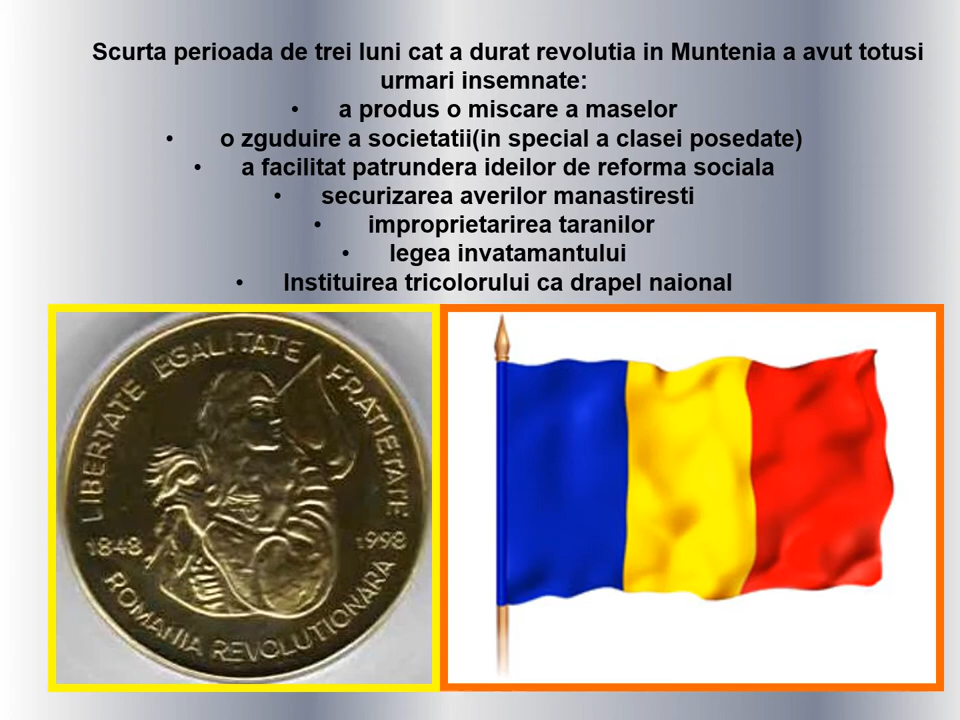 Scurta perioada de trei luni cat a durat revolutia in Muntenia a avut totusi
urmari insemnate:
• a produs o miscare a maselor
• o zguduire a societatii(in special a clasei posedate)
• a facilitat patrundera ideilor de reforma sociala
• securizarea averilor manastiresti
• improprietarirea taranilor
• legea invatamantului
• Instituirea tricolorului ca drapel naional
LIBERTATE EGALITATE FRATIETATE
1848 1998
ROMANIA REVOLUTIONARA